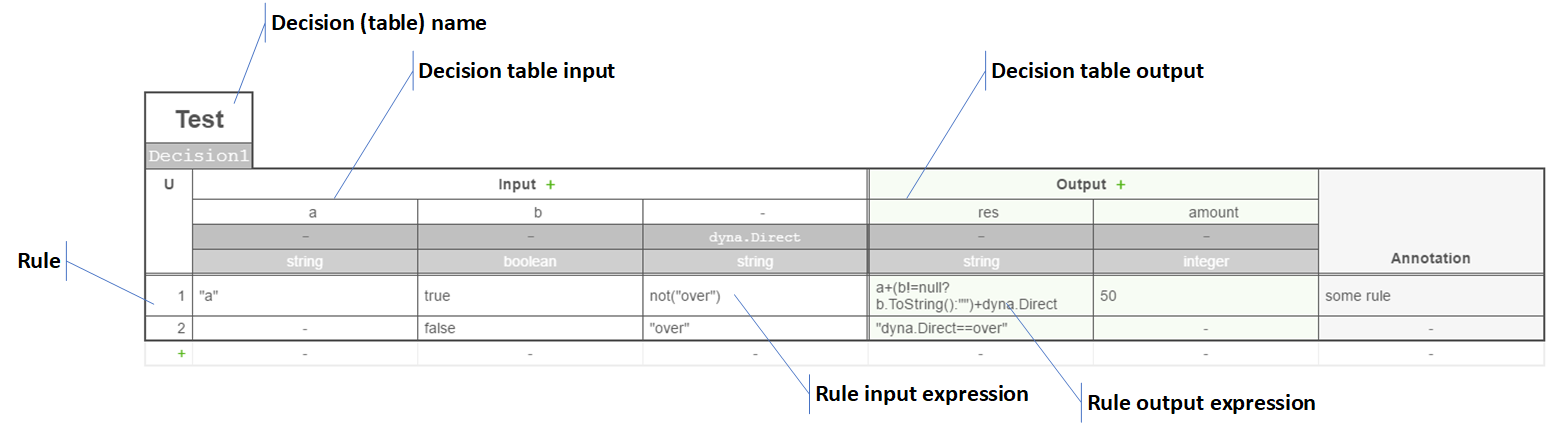 Decision (table) name
Decision table input
Decision table output
Test
Decision1
U Input + Output +
a b - res amount
- - dyna.Direct - -
string boolean string string integer Annotation
Rule
1 "a" true not("over") a+(b!=null? 50 some rule
b.ToString():"")+dyna.Direct
2 - false "over" "dyna.Direct==over" - -
+ - - - - - -
Rule input expression
Rule output expression